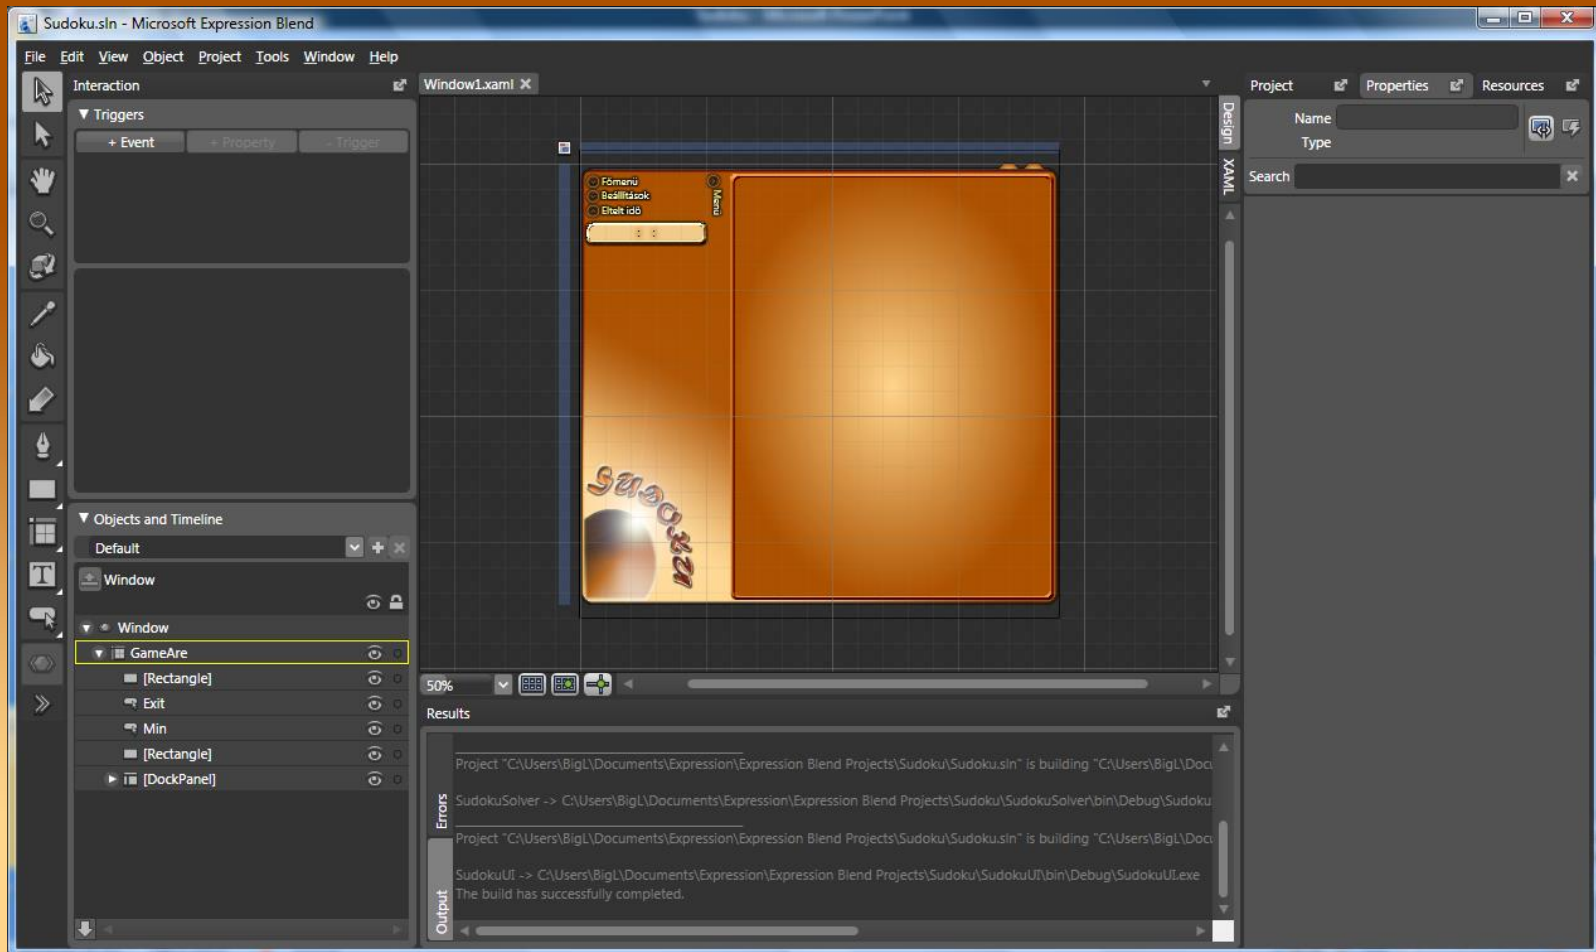 Sudoku.sln - Microsoft Expression Blend
File Edit View Object Project Tools Window Help
Interaction
Triggers
+ Event
+ Property
- Trigger
Objects and Timeline
Default
Window
Window
GameAre
[Rectangle]
Exit
Min
[Rectangle]
[DockPanel]
Window1.xaml
Design
XAML
Főmenü
Beállítások
Eltelt idő
Menü
: :
SUDOKU
50%
Results
Errors
Output
Project "C:\Users\BigL\Documents\Expression\Expression Blend Projects\Sudoku\Sudoku.sln" is building "C:\Users\BigL\Docu
SudokuSolver -> C:\Users\BigL\Documents\Expression\Expression Blend Projects\Sudoku\SudokuSolver\bin\Debug\Sudoku
Project "C:\Users\BigL\Documents\Expression\Expression Blend Projects\Sudoku\Sudoku.sln" is building "C:\Users\BigL\Docu
SudokuUI -> C:\Users\BigL\Documents\Expression\Expression Blend Projects\Sudoku\SudokuUI\bin\Debug\SudokuUI.exe
The build has successfully completed.
Project Properties Resources
Name
Type
Search